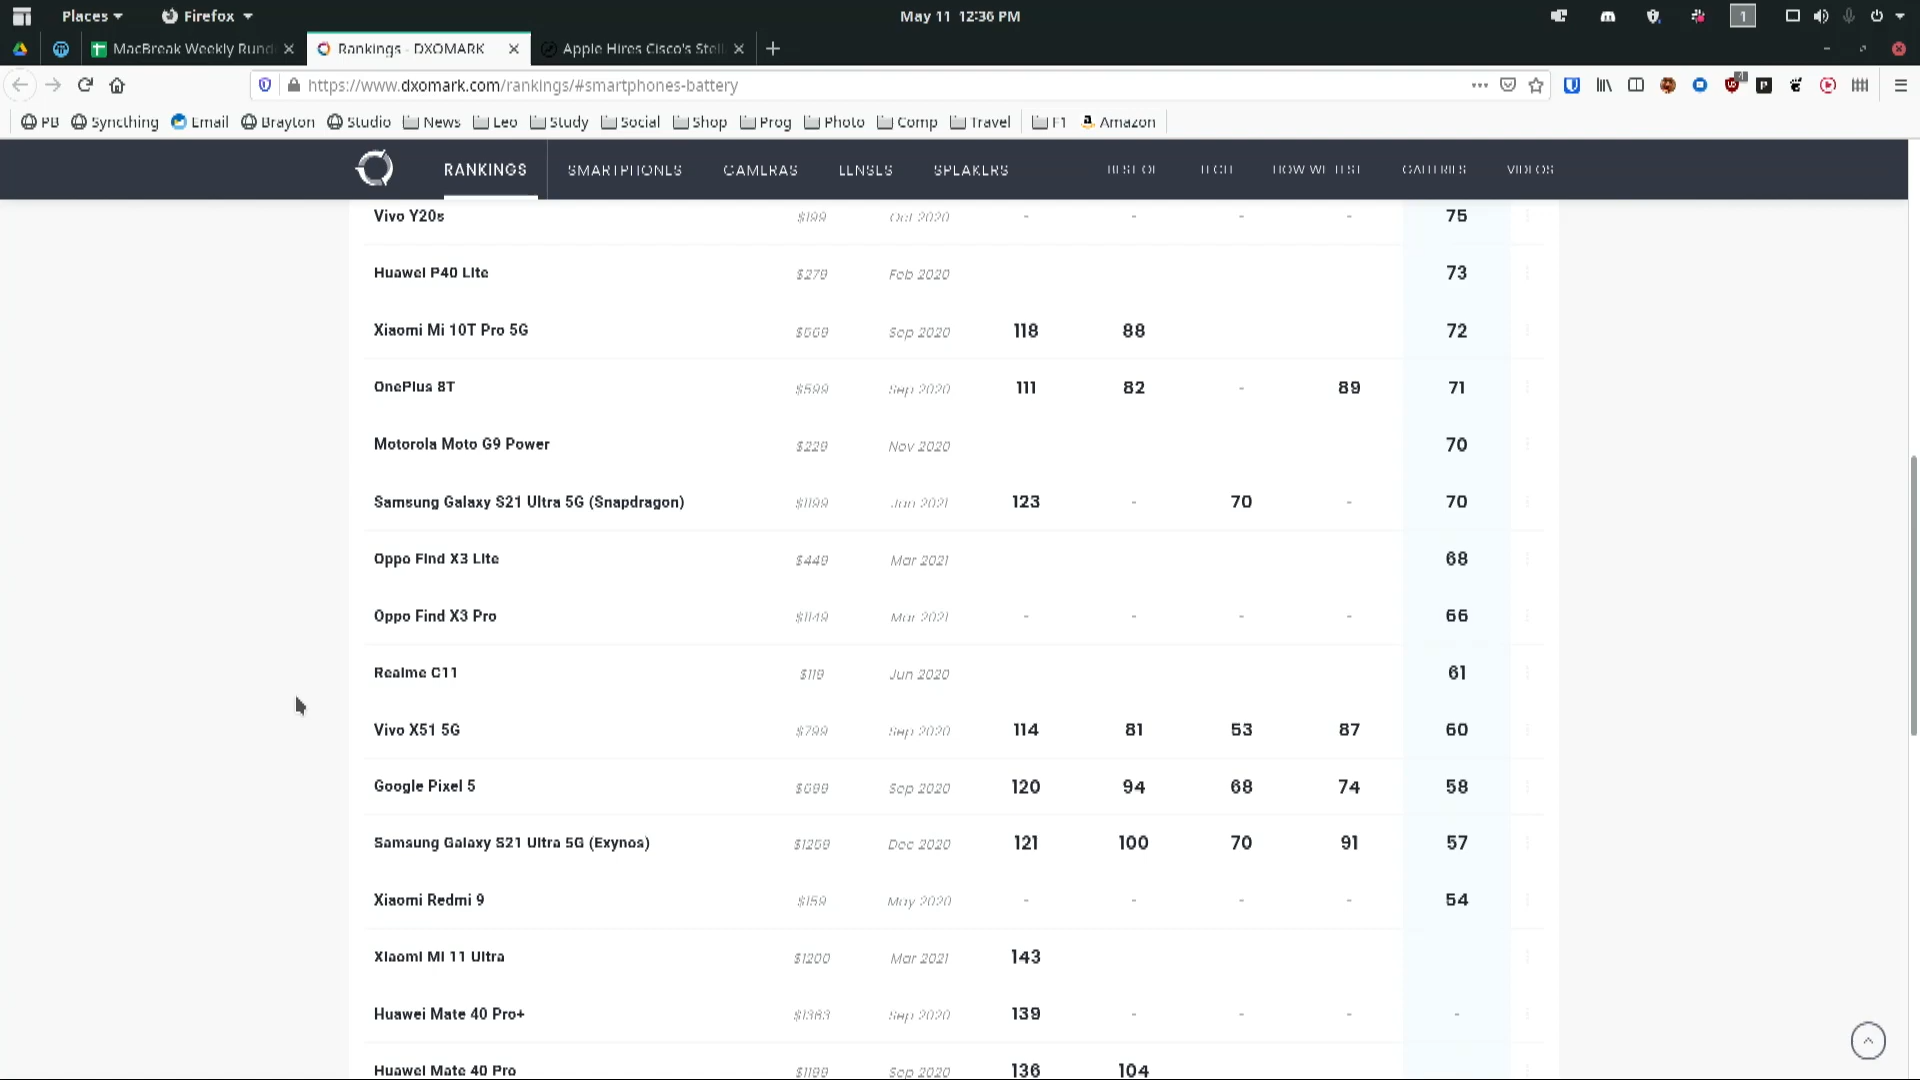 Places
Firefox
May 11 12:36 PM
1
MacBreak Weekly Rund
Rankings - DXOMARK
Apple Hires Cisco's Stell
https://www.dxomark.com/rankings/#smartphones-battery
PB Syncthing Email Brayton Studio News Leo Study Social Shop Prog Photo Comp Travel F1 Amazon
RANKINGS SMARTPHONES CAMERAS LENSES SPEAKERS BEST OF TECH HOW WE TEST GALLERIES VIDEOS
Vivo Y20s $199 Oct 2020 - - - - 75
Huawei P40 Lite $279 Feb 2020 73
Xiaomi Mi 10T Pro 5G Sep 2020 118 88 72
OnePlus 8T $599 Sep 2020 111 82 - 89 71
Motorola Moto G9 Power $229 Nov 2020 70
Samsung Galaxy S21 Ultra 5G (Snapdragon) $1199 Jan 2021 123 - 70 - 70
Oppo Find X3 Lite $449 Mar 2021 68
Oppo Find X3 Pro $1149 Mar 2021 - - - - 66
Realme C11 $119 Jun 2020 61
Vivo X51 5G $799 Sep 2020 114 81 53 87 60
Google Pixel 5 $699 Sep 2020 120 94 68 74 58
Samsung Galaxy S21 Ultra 5G (Exynos) $1259 Dec 2020 121 100 70 91 57
Xiaomi Redmi 9 $159 May 2020 - - - - 54
Xiaomi Mi 11 Ultra $1200 Mar 2021 143
Huawei Mate 40 Pro+ Sep 2020 139 - - - -
Huawei Mate 40 Pro $1199 Sep 2020 136 104